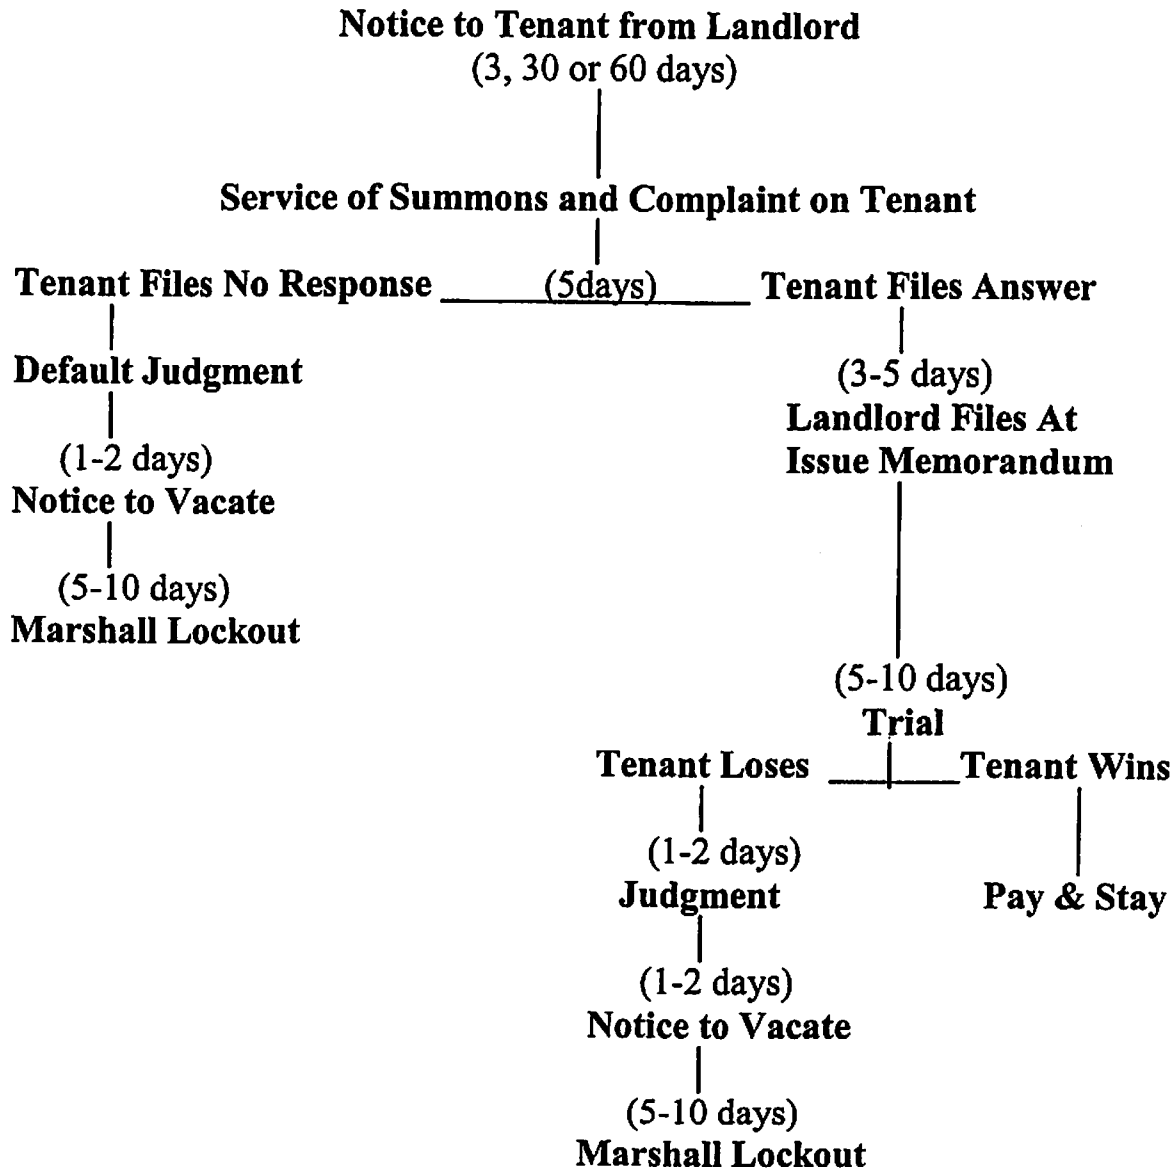 Notice to Tenant from Landlord
(3, 30 or 60 days)
Service of Summons and Complaint on Tenant
Tenant Files No Response (5days) Tenant Files Answer
Default Judgment
(1-2 days)
Notice to Vacate
(5-10 days)
Marshall Lockout
(3-5 days)
Landlord Files At
Issue Memorandum
(5-10 days)
Trial
Tenant Loses Tenant Wins
(1-2 days)
Judgment
(1-2 days)
Notice to Vacate
(5-10 days)
Marshall Lockout
Pay & Stay